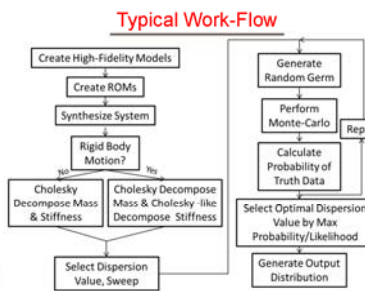 Typical Work-Flow
Create High-Fidelity Models
Create ROMs
Synthesize System
Rigid Body
Motion?
No
Yes
Cholesky
Decompose Mass
& Stiffness
Cholesky Decompose
Mass & Cholesky -like
Decompose Stiffness
Select Dispersion
Value, Sweep
Generate
Random Germ
Perform
Monte-Carlo
Calculate
Probability of
Truth Data
Rep
Select Optimal Dispersion
Value by Max
Probability/Likelihood
Generate Output
Distribution